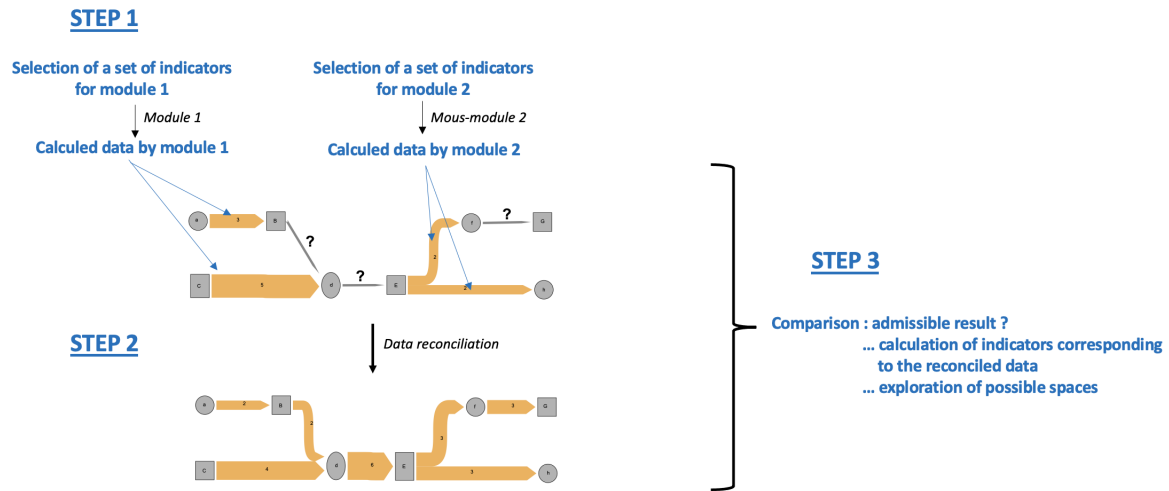 STEP 1
Selection of a set of indicators
for module 1
Selection of a set of indicators
for module 2
Module 1
Mous-module 2
Calculed data by module 1
Calculed data by module 2
e
3
B
?
f
?
G
?
2
C
5
d
?
E
2
h
STEP 2
Data reconciliation
e
2
B
2
f
3
G
3
C
4
d
6
E
3
h
STEP 3
Comparison : admissible result ?
... calculation of indicators corresponding
to the reconciled data
... exploration of possible spaces